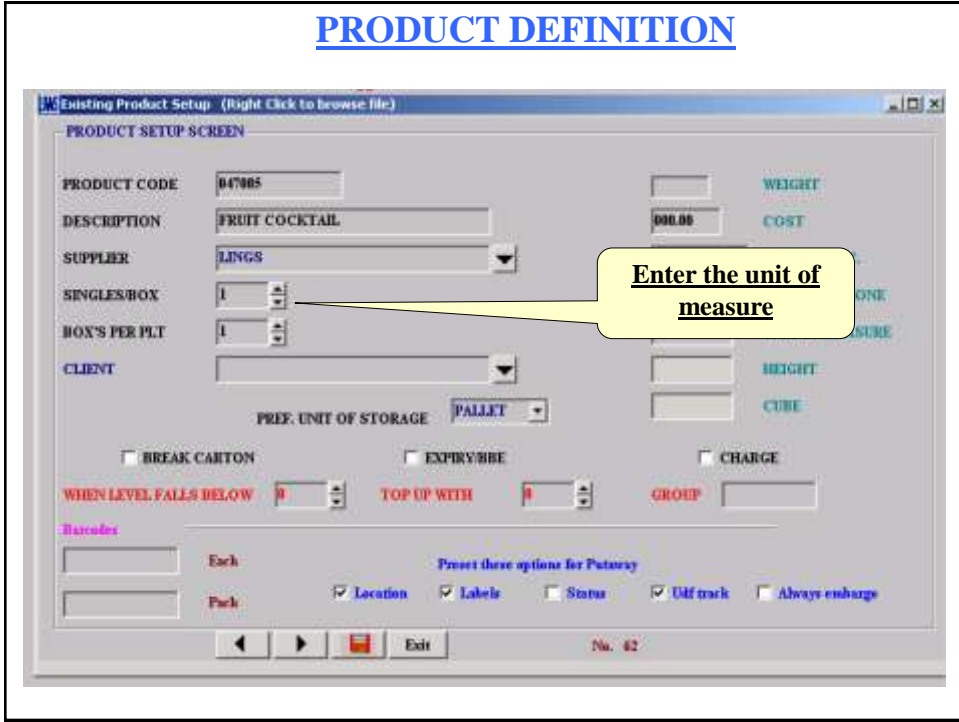 PRODUCT DEFINITION
Existing Product Setup (Right Click to browse file)
PRODUCT SETUP SCREEN
PRODUCT CODE 047005 WEIGHT
DESCRIPTION FRUIT COCKTAIL 000.00 COST
SUPPLIER LINGS
Enter the unit of
measure
SINGLES/BOX 1
BOX'S PER PLT 1
CLIENT HEIGHT
PREF. UNIT OF STORAGE PALLET CUBE
BREAK CARTON EXPIRY/BBE CHARGE
WHEN LEVEL FALLS BELOW 0 TOP UP WITH 0 GROUP
Barcodes
Each Preset these options for Putaway
Pack Location Labels Status Udf track Always embargo
Exit No. 62